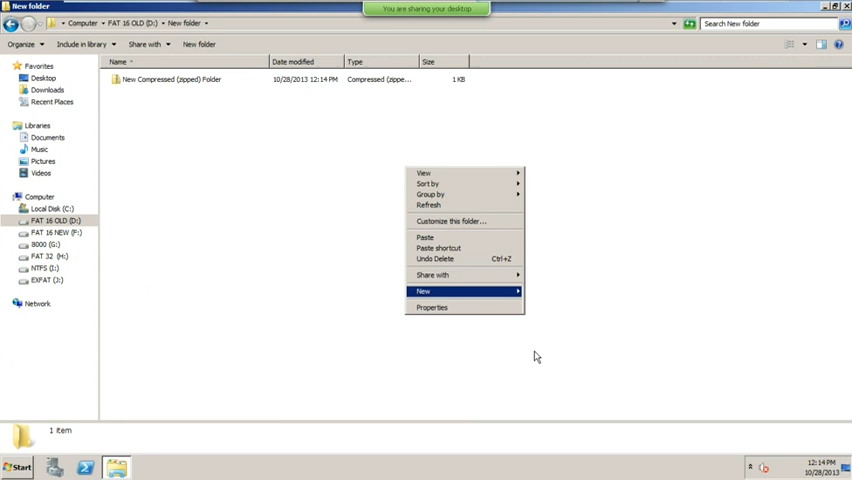 New folder
You are sharing your desktop
Computer FAT 16 OLD (D:) New folder
Search New folder
Organize Include in library Share with New folder
Favorites
Desktop
Downloads
Recent Places
Libraries
Documents
Music
Pictures
Videos
Computer
Local Disk (C:)
FAT 16 OLD (D:)
FAT 16 NEW (F:)
8000 (G:)
FAT 32 (H:)
NTFS (I:)
EXFAT (J:)
Network
Name Date modified Type Size
New Compressed (zipped) Folder 10/28/2013 12:14 PM Compressed (zippe... 1 KB
View
Sort by
Group by
Refresh
Customize this folder...
Paste
Paste shortcut
Undo Delete Ctrl+Z
Share with
New
Properties
1 item
Start
12:14 PM
10/28/2013